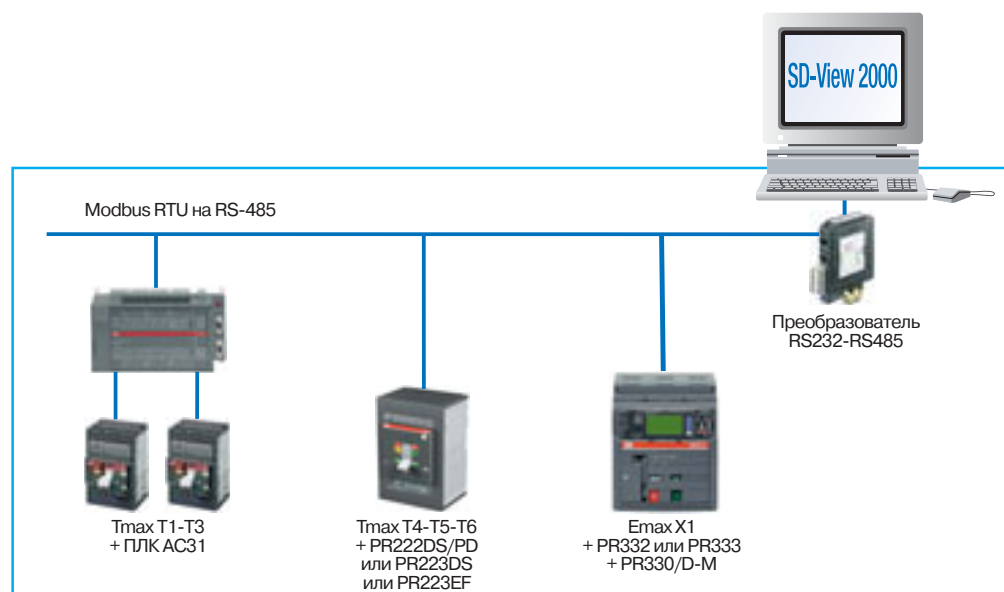 SD-View 2000
Modbus RTU на RS-485
Преобразователь
RS232-RS485
Tmax T1-T3
+ ПЛК AC31
Tmax T4-T5-T6
+ PR222DS/PD
или PR223DS
или PR223EF
Emax X1
+ PR332 или PR333
+ PR330/D-M